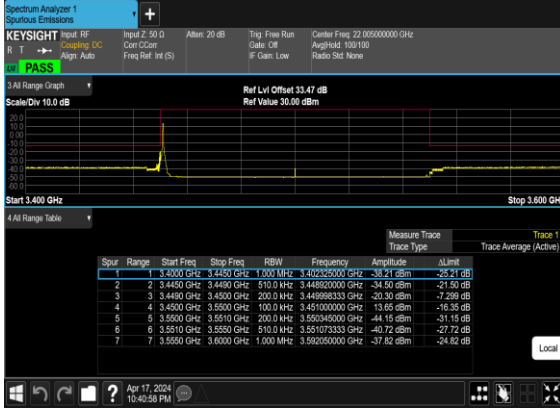 Spectrum Analyzer 1
Spurious Emissions
+
KEYSIGHT Input: RF Input Z: 50 Ω Atten: 20 dB Trig: Free Run Center Freq: 22.005000000 GHz
R T Coupling: DC Corr CCorr Gate: Off Avg|Hold: 100/100
Align: Auto Freq Ref: Int (S) IF Gain: Low Radio Std: None
PASS
3 All Range Graph
Ref Lvl Offset 33.47 dB
Scale/Div 10.0 dB Ref Value 30.00 dBm
20.0
10.0
0.00
-10.0
-20.0
-30.0
-40.0
-50.0
-60.0
Start 3.400 GHz Stop 3.600 GH
4 All Range Table
Measure Trace Trace 1
Trace Type Trace Average (Active)
Spur Range Start Freq Stop Freq RBW Frequency Amplitude ΔLimit
1 1 3.4000 GHz 3.4450 GHz 1.000 MHz 3.402325000 GHz -38.21 dBm -25.21 dB
2 2 3.4450 GHz 3.4490 GHz 510.0 kHz 3.448920000 GHz -34.50 dBm -21.50 dB
3 3 3.4490 GHz 3.4500 GHz 200.0 kHz 3.449998333 GHz -20.30 dBm -7.299 dB
4 4 3.4500 GHz 3.5500 GHz 100.0 kHz 3.451000000 GHz 13.65 dBm -16.35 dB
5 5 3.5500 GHz 3.5510 GHz 200.0 kHz 3.550345000 GHz -44.15 dBm -31.15 dB
6 6 3.5510 GHz 3.5550 GHz 510.0 kHz 3.551073333 GHz -40.72 dBm -27.72 dB
7 7 3.5550 GHz 3.6000 GHz 1.000 MHz 3.592050000 GHz -37.82 dBm -24.82 dB
Local
? Apr 17, 2024
10:40:58 PM